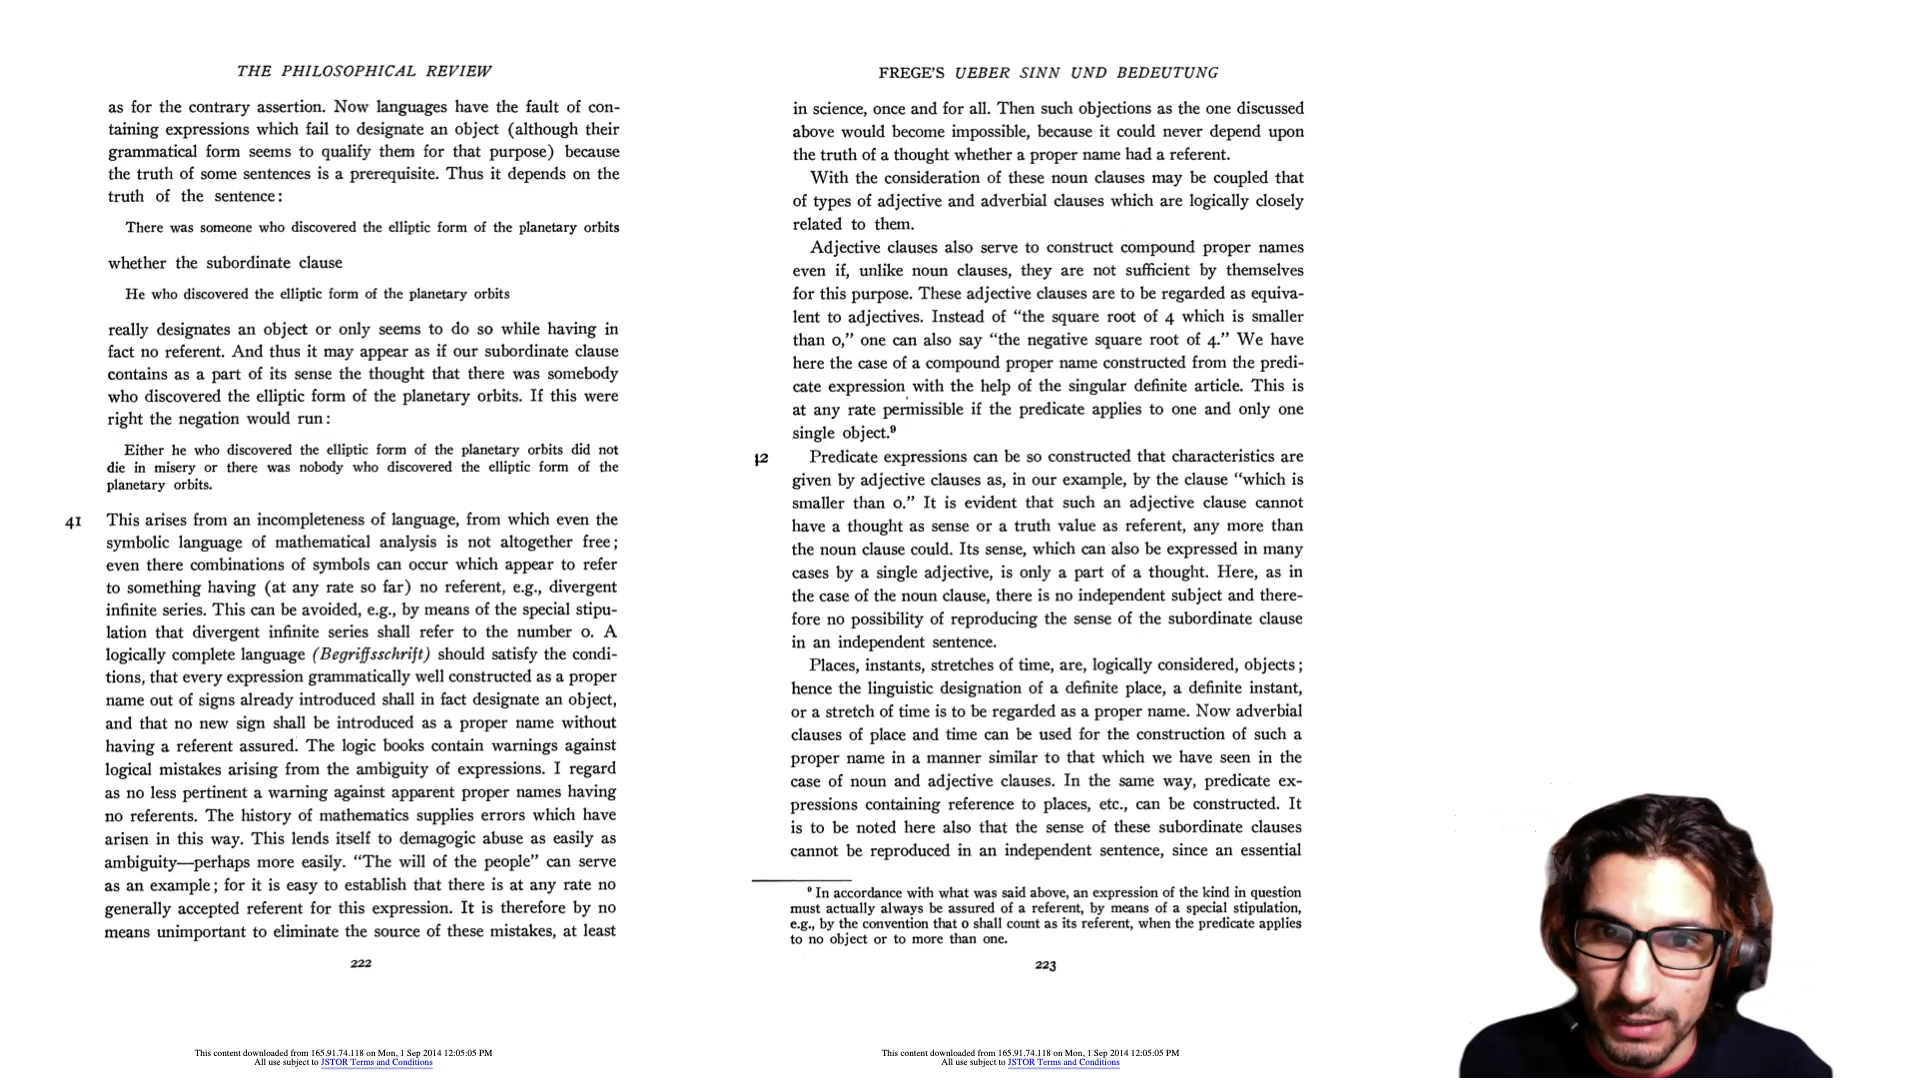 THE PHILOSOPHICAL REVIEW
as for the contrary assertion. Now languages have the fault of con-
taining expressions which fail to designate an object (although their
grammatical form seems to qualify them for that purpose) because
the truth of some sentences is a prerequisite. Thus it depends on the
truth of the sentence:
There was someone who discovered the elliptic form of the planetary orbits
whether the subordinate clause
He who discovered the elliptic form of the planetary orbits
really designates an object or only seems to do so while having in
fact no referent. And thus it may appear as if our subordinate clause
contains as a part of its sense the thought that there was somebody
who discovered the elliptic form of the planetary orbits. If this were
right the negation would run:
Either he who discovered the elliptic form of the planetary orbits did not
die in misery or there was nobody who discovered the elliptic form of the
planetary orbits.
41 This arises from an incompleteness of language, from which even the
symbolic language of mathematical analysis is not altogether free;
even there combinations of symbols can occur which appear to refer
to something having (at any rate so far) no referent, e.g., divergent
infinite series. This can be avoided, e.g., by means of the special stipu-
lation that divergent infinite series shall refer to the number 0. A
logically complete language (Begriffsschrift) should satisfy the condi-
tions, that every expression grammatically well constructed as a proper
name out of signs already introduced shall in fact designate an object,
and that no new sign shall be introduced as a proper name without
having a referent assured. The logic books contain warnings against
logical mistakes arising from the ambiguity of expressions. I regard
as no less pertinent a warning against apparent proper names having
no referents. The history of mathematics supplies errors which have
arisen in this way. This lends itself to demagogic abuse as easily as
ambiguity—perhaps more easily. “The will of the people” can serve
as an example; for it is easy to establish that there is at any rate no
generally accepted referent for this expression. It is therefore by no
means unimportant to eliminate the source of these mistakes, at least
222
This content downloaded from 165.91.74.118 on Mon, 1 Sep 2014 12:05:05 PM
All use subject to JSTOR Terms and Conditions
FREGE'S UEBER SINN UND BEDEUTUNG
in science, once and for all. Then such objections as the one discussed
above would become impossible, because it could never depend upon
the truth of a thought whether a proper name had a referent.
With the consideration of these noun clauses may be coupled that
of types of adjective and adverbial clauses which are logically closely
related to them.
Adjective clauses also serve to construct compound proper names
even if, unlike noun clauses, they are not sufficient by themselves
for this purpose. These adjective clauses are to be regarded as equiva-
lent to adjectives. Instead of “the square root of 4 which is smaller
than 0,” one can also say “the negative square root of 4.” We have
here the case of a compound proper name constructed from the predi-
cate expression with the help of the singular definite article. This is
at any rate permissible if the predicate applies to one and only one
single object.⁹
42 Predicate expressions can be so constructed that characteristics are
given by adjective clauses as, in our example, by the clause “which is
smaller than 0.” It is evident that such an adjective clause cannot
have a thought as sense or a truth value as referent, any more than
the noun clause could. Its sense, which can also be expressed in many
cases by a single adjective, is only a part of a thought. Here, as in
the case of the noun clause, there is no independent subject and there-
fore no possibility of reproducing the sense of the subordinate clause
in an independent sentence.
Places, instants, stretches of time, are, logically considered, objects;
hence the linguistic designation of a definite place, a definite instant,
or a stretch of time is to be regarded as a proper name. Now adverbial
clauses of place and time can be used for the construction of such a
proper name in a manner similar to that which we have seen in the
case of noun and adjective clauses. In the same way, predicate ex-
pressions containing reference to places, etc., can be constructed. It
is to be noted here also that the sense of these subordinate clauses
cannot be reproduced in an independent sentence, since an essential
⁹ In accordance with what was said above, an expression of the kind in question
must actually always be assured of a referent, by means of a special stipulation,
e.g., by the convention that 0 shall count as its referent, when the predicate applies
to no object or to more than one.
223
This content downloaded from 165.91.74.118 on Mon, 1 Sep 2014 12:05:05 PM
All use subject to JSTOR Terms and Conditions